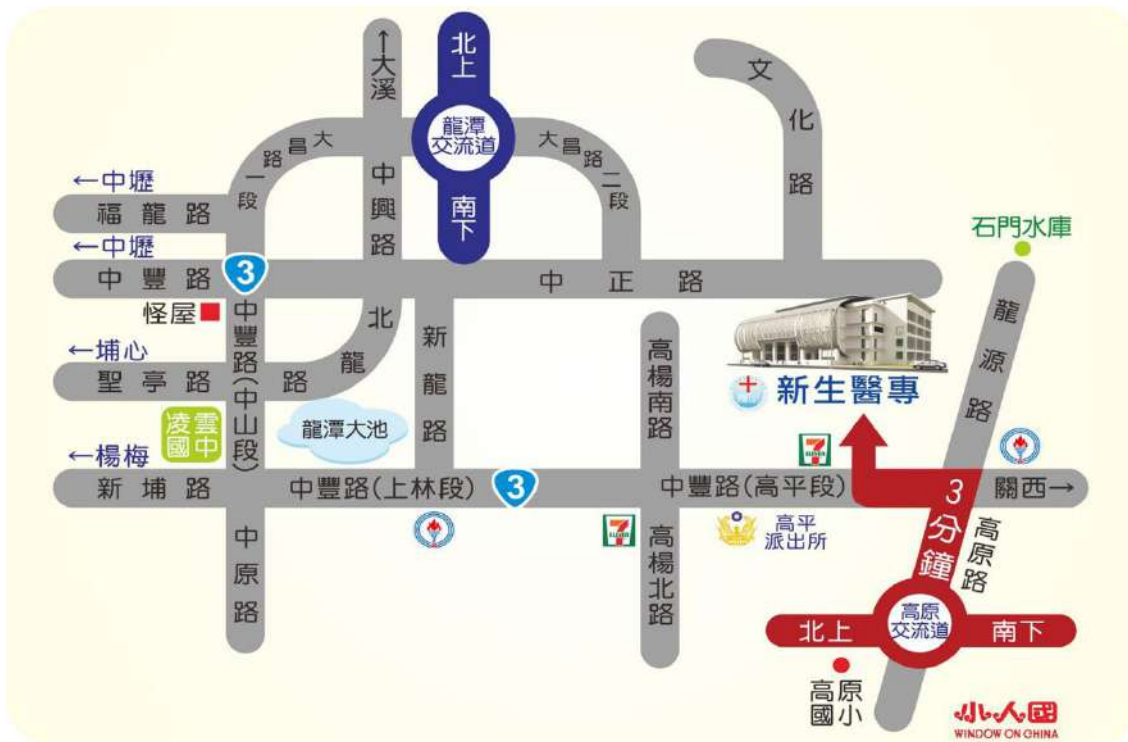 北上
↑大溪
文化路
龍潭
交流道
大昌路一段
大昌路二段
中興路
←中壢
福龍路
南下
石門水庫
←中壢
中豐路
3
中正路
怪屋
中豐路(中山段)
北龍路
新龍路
龍源路
←埔心
聖亭路
高楊南路
新生醫專
凌雲
國中
龍潭大池
7
ELEVEN
←楊梅
新埔路
中豐路(上林段)
3
中豐路(高平段)
3分鐘
關西→
中原路
7
ELEVEN
高平
派出所
高楊北路
高原路
北上
高原
交流道
南下
高原
國小
小人國
WINDOW ON CHINA